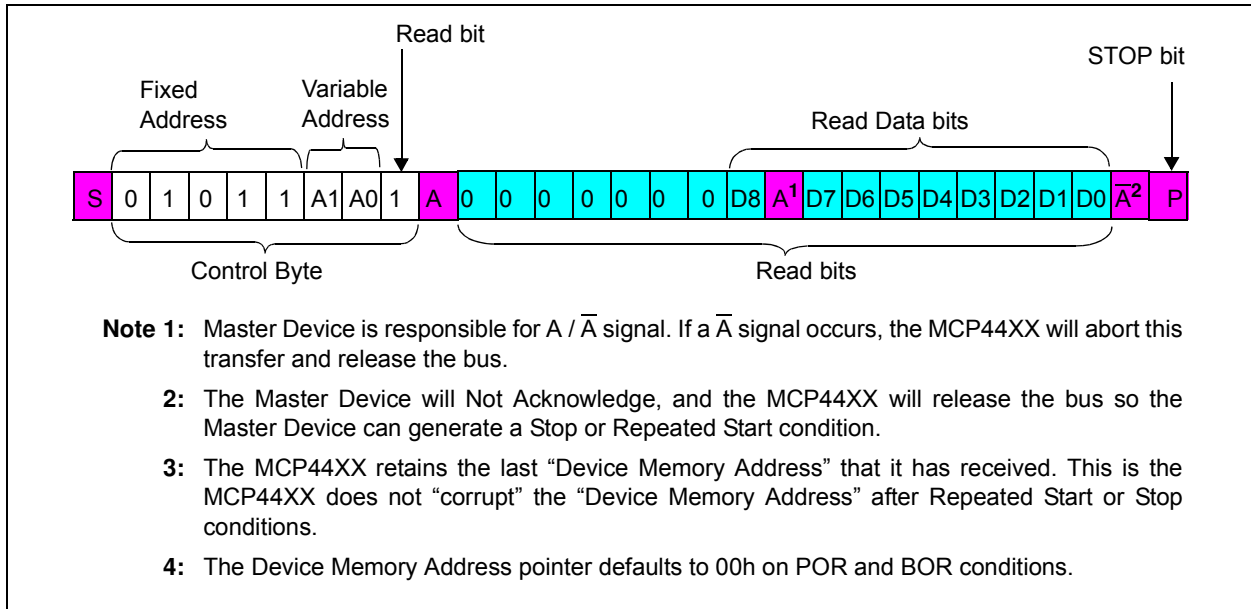 Read bit
STOP bit
Fixed
Address
Variable
Address
Read Data bits
S 0 1 0 1 1 A1 A0 1 A 0 0 0 0 0 0 0 D8 A¹ D7 D6 D5 D4 D3 D2 D1 D0 A̅² P
Control Byte
Read bits
Note 1: Master Device is responsible for A / A̅ signal. If a A̅ signal occurs, the MCP44XX will abort this
transfer and release the bus.
2: The Master Device will Not Acknowledge, and the MCP44XX will release the bus so the
Master Device can generate a Stop or Repeated Start condition.
3: The MCP44XX retains the last “Device Memory Address” that it has received. This is the
MCP44XX does not “corrupt” the “Device Memory Address” after Repeated Start or Stop
conditions.
4: The Device Memory Address pointer defaults to 00h on POR and BOR conditions.